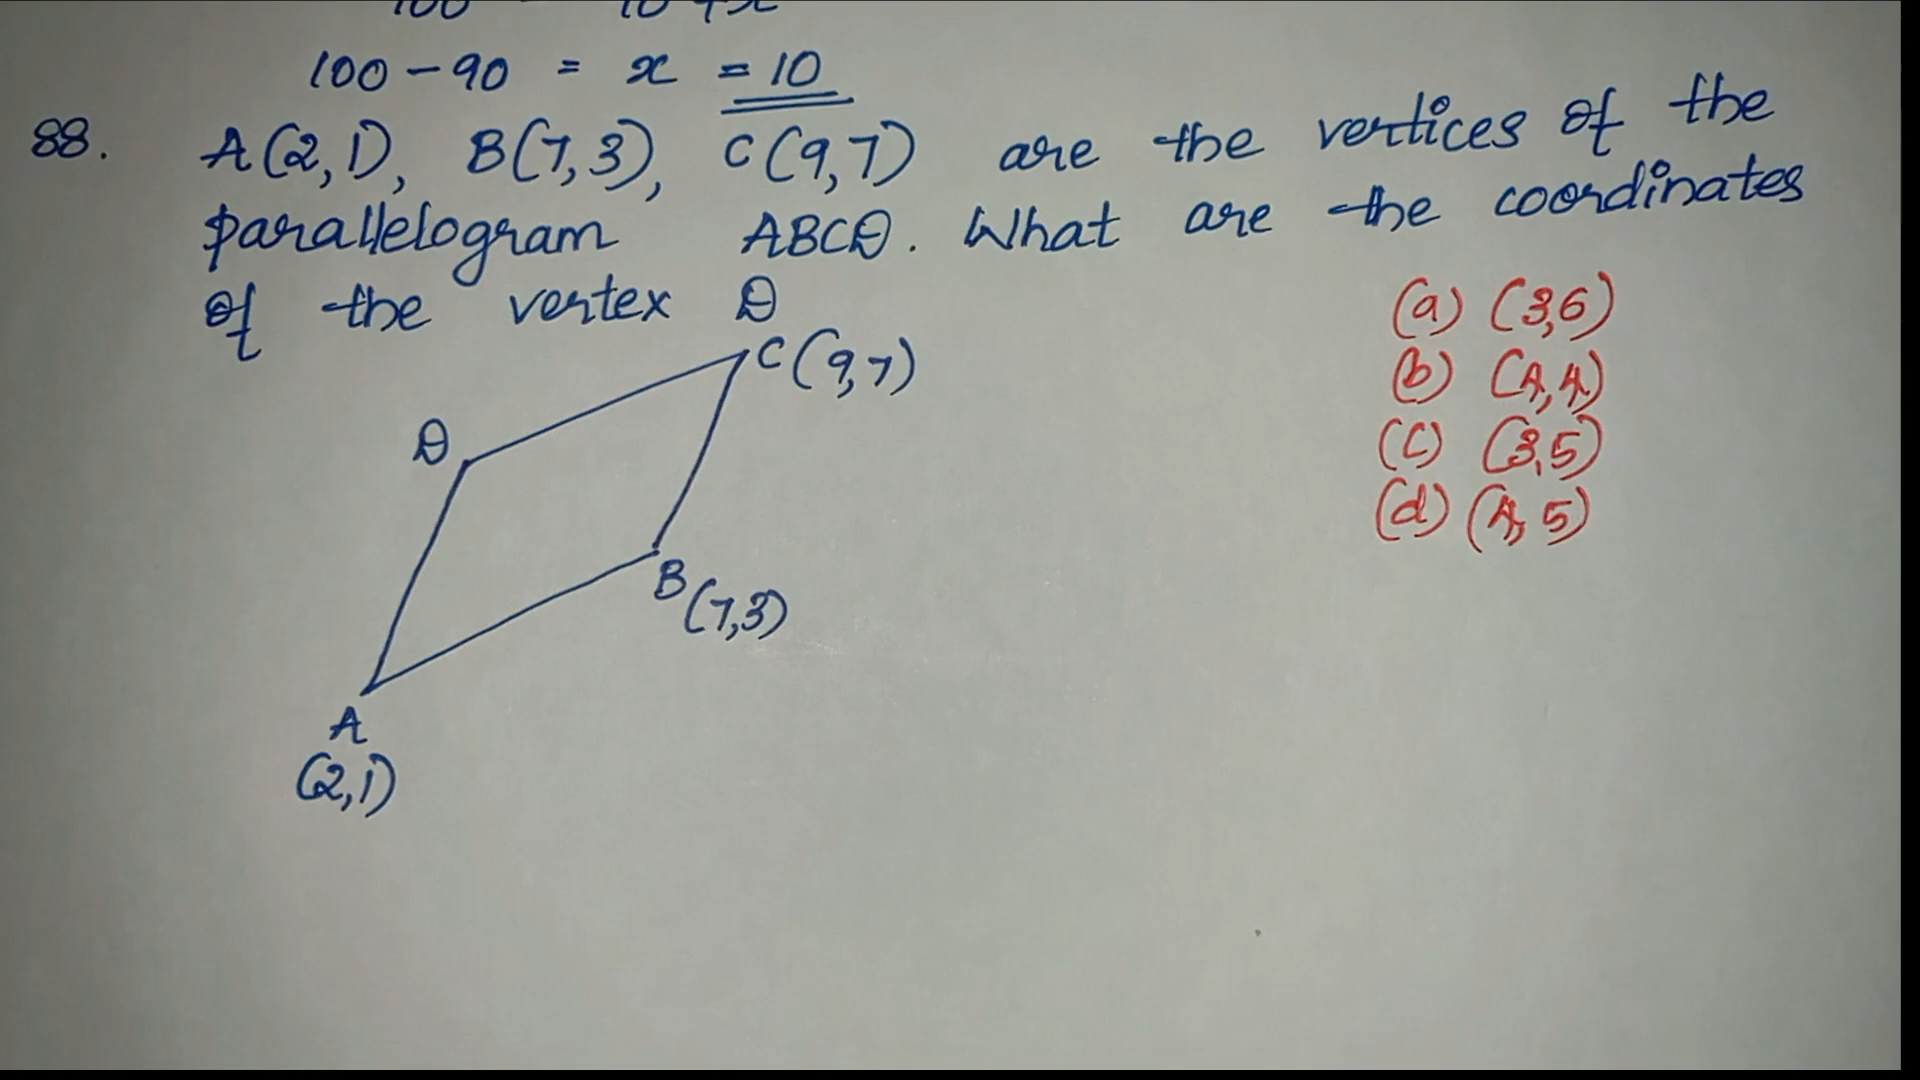 100 - 90 = x = 10
88. A(2,1), B(7,3), C(9,7) are the vertices of the
parallelogram ABCD. What are the coordinates
of the vertex D
(a) (3,6)
(b) (4,4)
(c) (3,5)
(d) (4,5)
C(9,7)
D
B(7,3)
A
(2,1)